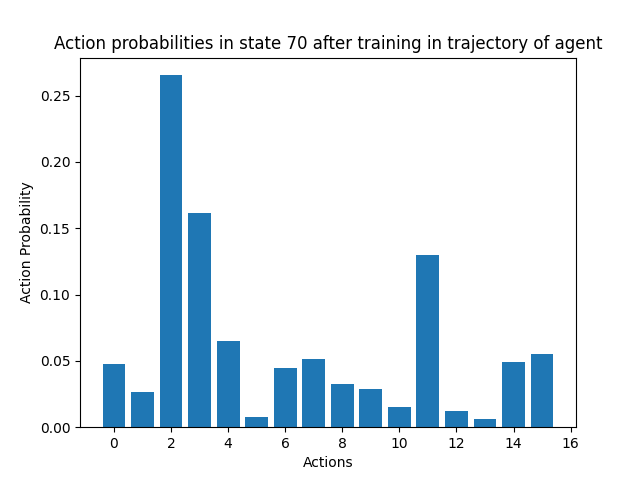 Action probabilities in state 70 after training in trajectory of agent
0.25
0.20
0.15
0.10
0.05
0.00
Action Probability
0 2 4 6 8 10 12 14 16
Actions